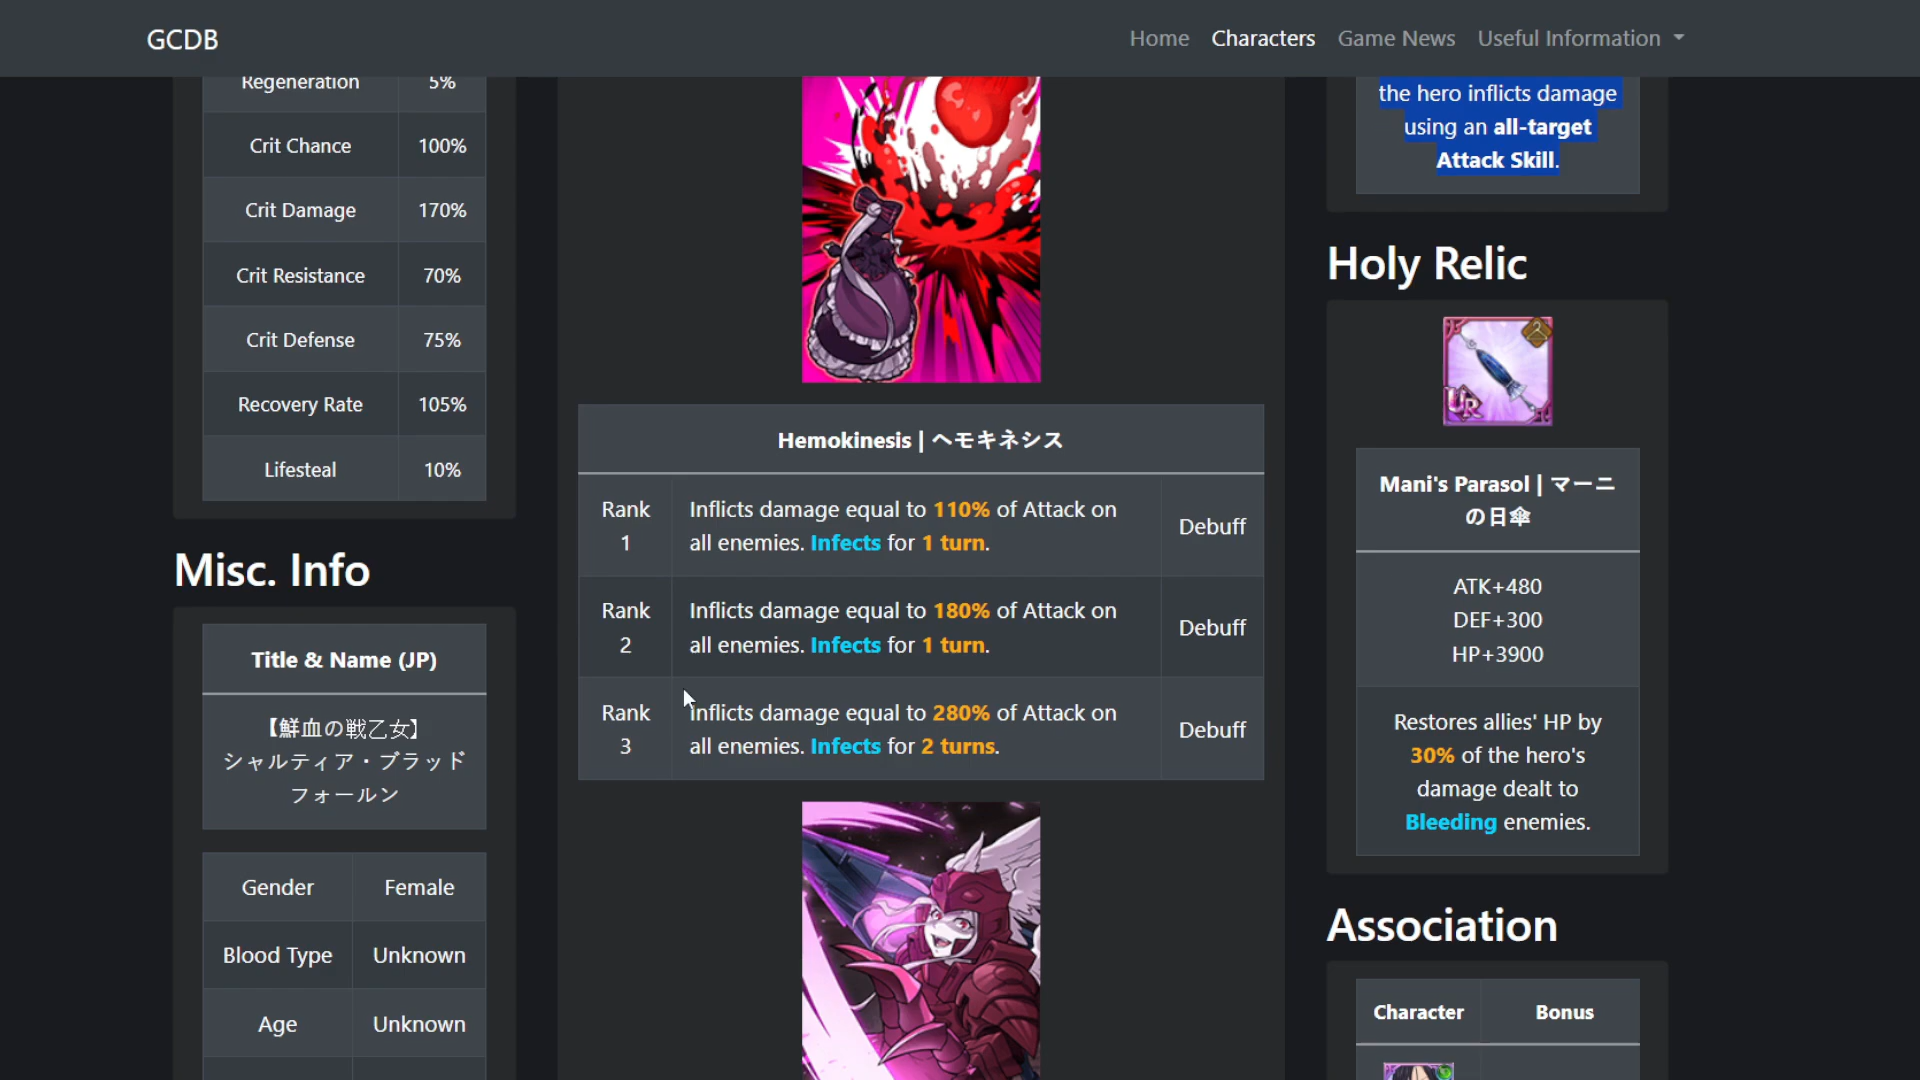 GCDB
Home Characters Game News Useful Information
Regeneration 5%
Crit Chance 100%
Crit Damage 170%
Crit Resistance 70%
Crit Defense 75%
Recovery Rate 105%
Lifesteal 10%
Misc. Info
Title & Name (JP)
【鮮血の戦乙女】
シャルティア・ブラッド
フォールン
Gender Female
Blood Type Unknown
Age Unknown
Hemokinesis | ヘモキネシス
Rank
1
Inflicts damage equal to 110% of Attack on
all enemies. Infects for 1 turn.
Debuff
Rank
2
Inflicts damage equal to 180% of Attack on
all enemies. Infects for 1 turn.
Debuff
Rank
3
Inflicts damage equal to 280% of Attack on
all enemies. Infects for 2 turns.
Debuff
the hero inflicts damage
using an all-target
Attack Skill.
Holy Relic
UR
Mani's Parasol | マーニ
の日傘
ATK+480
DEF+300
HP+3900
Restores allies' HP by
30% of the hero's
damage dealt to
Bleeding enemies.
Association
Character Bonus